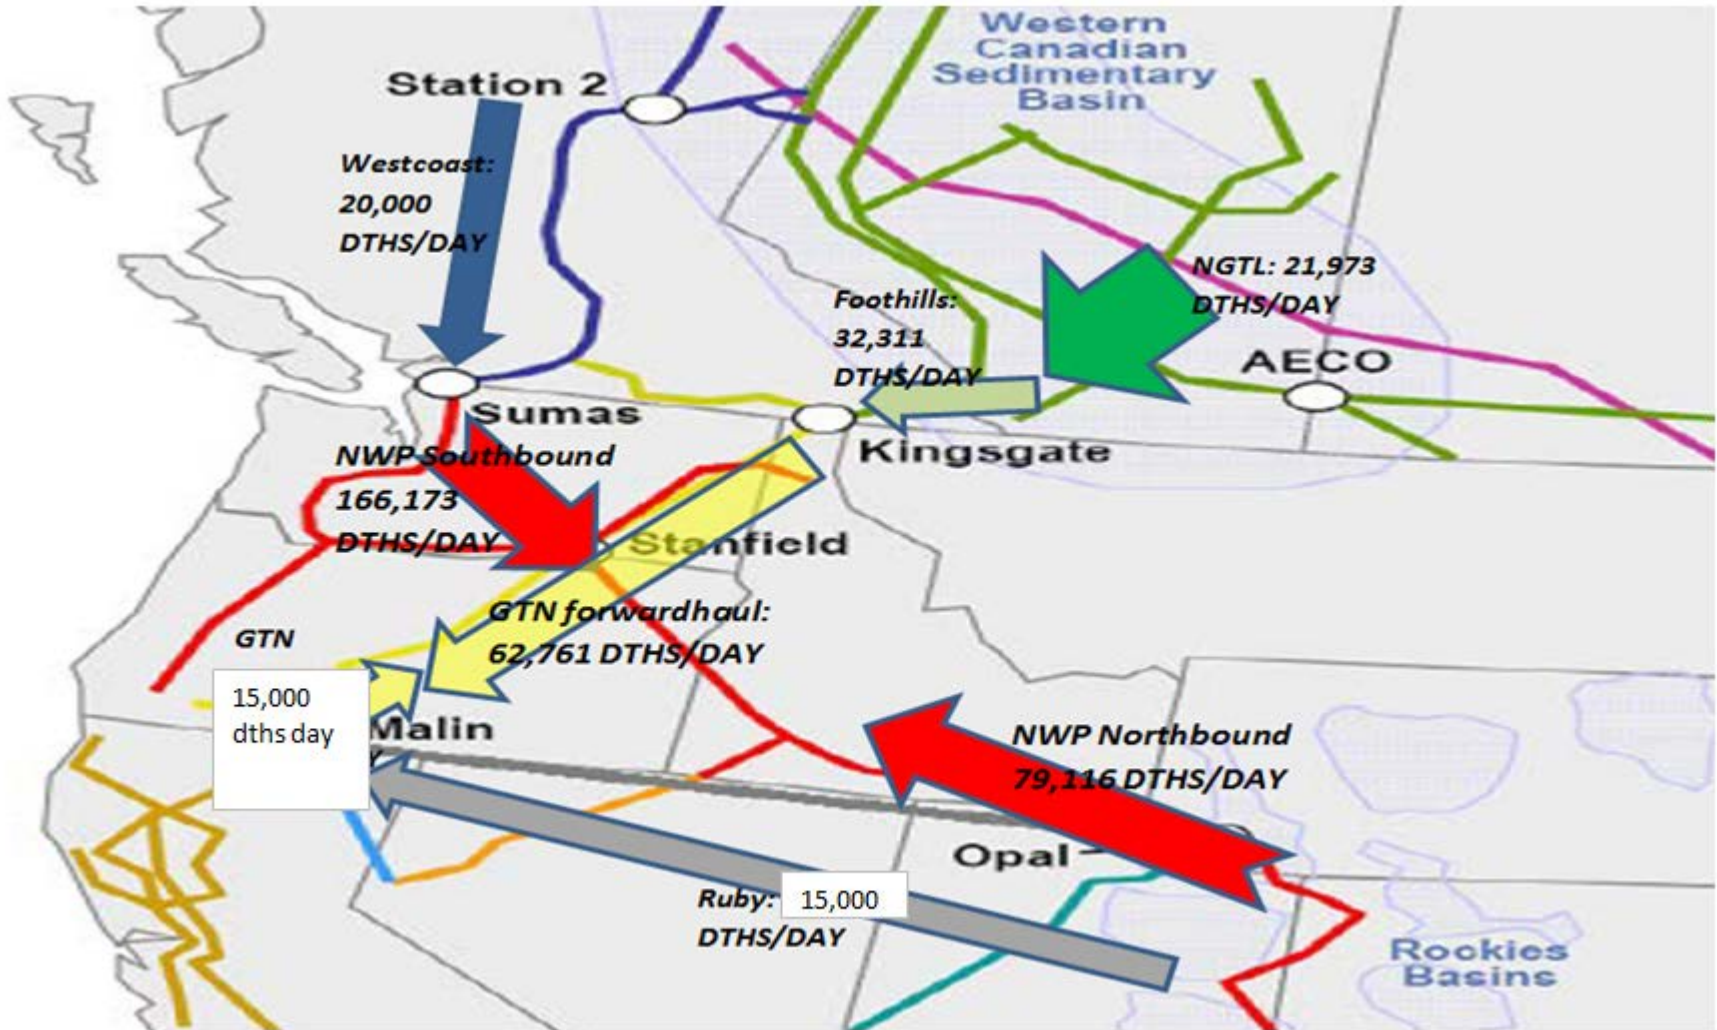 Western
Canadian
Sedimentary
Basin
Station 2
Westcoast:
20,000
DTHS/DAY
NGTL: 21,973
DTHS/DAY
Foothills:
32,311
DTHS/DAY
AECO
Sumas
Kingsgate
NWP Southbound
166,173
DTHS/DAY
Stanfield
GTN forwardhaul:
62,761 DTHS/DAY
GTN
15,000
dths day
Malin
NWP Northbound
79,116 DTHS/DAY
Opal
Ruby: 15,000
DTHS/DAY
Rockies
Basins